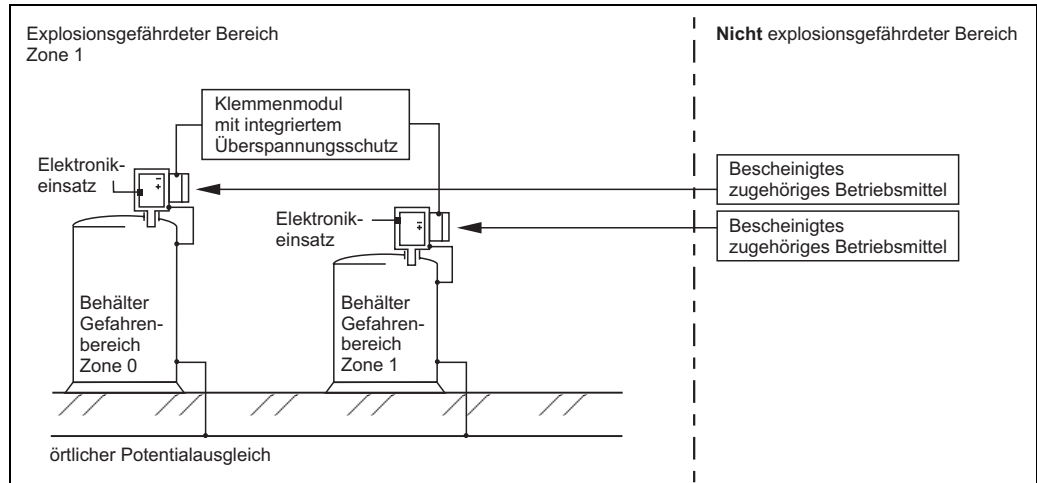 Explosionsgefährdeter Bereich
Zone 1
Nicht explosionsgefährdeter Bereich
Klemmenmodul
mit integriertem
Überspannungsschutz
Elektronik-
einsatz
Bescheinigtes
zugehöriges Betriebsmittel
Elektronik-
einsatz
Bescheinigtes
zugehöriges Betriebsmittel
Behälter
Gefahren-
bereich
Zone 0
Behälter
Gefahren-
bereich
Zone 1
örtlicher Potentialausgleich